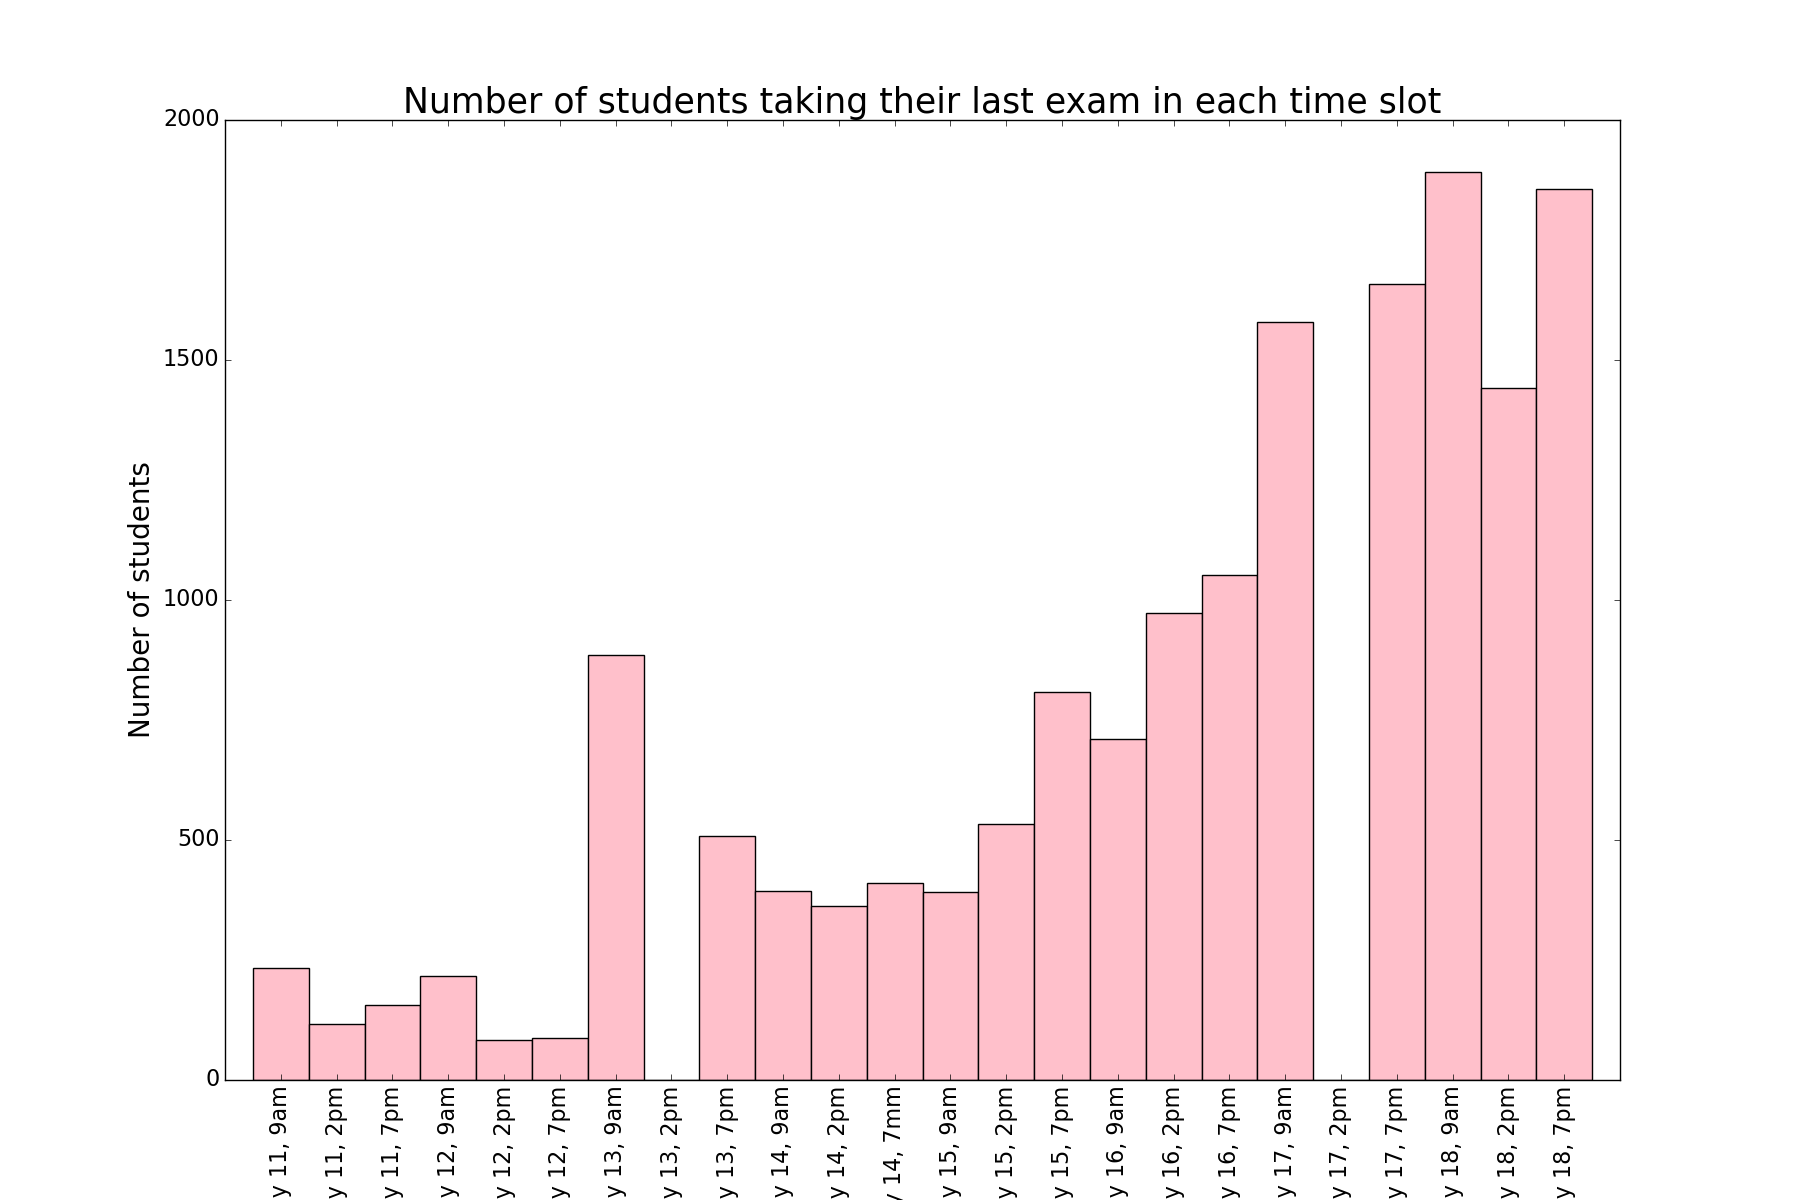 Number of students taking their last exam in each time slot
Number of students
2000
1500
1000
500
0
y 11, 9am
y 11, 2pm
y 11, 7pm
y 12, 9am
y 12, 2pm
y 12, 7pm
y 13, 9am
y 13, 2pm
y 13, 7pm
y 14, 9am
y 14, 2pm
y 14, 7mm
y 15, 9am
y 15, 2pm
y 15, 7pm
y 16, 9am
y 16, 2pm
y 16, 7pm
y 17, 9am
y 17, 2pm
y 17, 7pm
y 18, 9am
y 18, 2pm
y 18, 7pm